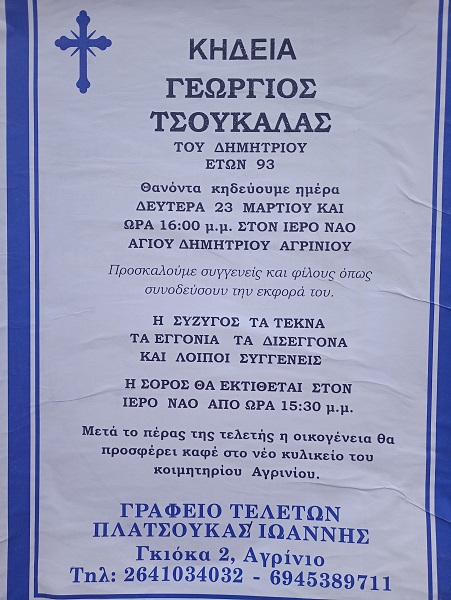 ΚΗΔΕΙΑ
ΓΕΩΡΓΙΟΣ
ΤΣΟΥΚΑΛΑΣ
ΤΟΥ ΔΗΜΗΤΡΙΟΥ
ΕΤΩΝ 93
Θανόντα κηδεύουμε ημέρα
ΔΕΥΤΕΡΑ 23 ΜΑΡΤΙΟΥ ΚΑΙ
ΩΡΑ 16:00 μ.μ. ΣΤΟΝ ΙΕΡΟ ΝΑΟ
ΑΓΙΟΥ ΔΗΜΗΤΡΙΟΥ ΑΓΡΙΝΙΟΥ
Προσκαλούμε συγγενείς και φίλους όπως
συνοδεύσουν την εκφορά του.
Η ΣΥΖΥΓΟΣ ΤΑ ΤΕΚΝΑ
ΤΑ ΕΓΓΟΝΙΑ ΤΑ ΔΙΣΕΓΓΟΝΑ
ΚΑΙ ΛΟΙΠΟΙ ΣΥΓΓΕΝΕΙΣ
Η ΣΟΡΟΣ ΘΑ ΕΚΤΙΘΕΤΑΙ ΣΤΟΝ
ΙΕΡΟ ΝΑΟ ΑΠΟ ΩΡΑ 15:30 μ.μ.
Μετά το πέρας της τελετής η οικογένεια θα
προσφέρει καφέ στο νέο κυλικείο του
κοιμητηρίου Αγρινίου.
ΓΡΑΦΕΙΟ ΤΕΛΕΤΩΝ
ΠΛΑΤΣΟΥΚΑΣ ΙΩΑΝΝΗΣ
Γκιόκα 2, Αγρίνιο
Τηλ: 2641034032 - 6945389711